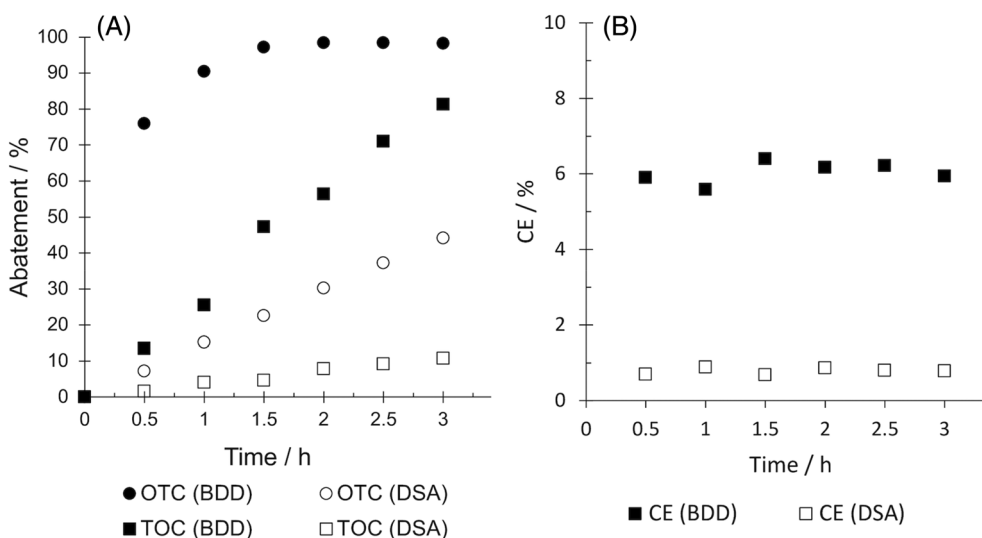 (A)
100
90
80
70
60
50
40
30
20
10
0
Abatement / %
0 0.5 1 1.5 2 2.5 3
Time / h
OTC (BDD) OTC (DSA)
TOC (BDD) TOC (DSA)
(B)
10
8
6
4
2
0
CE / %
0 0.5 1 1.5 2 2.5 3
Time / h
CE (BDD) CE (DSA)